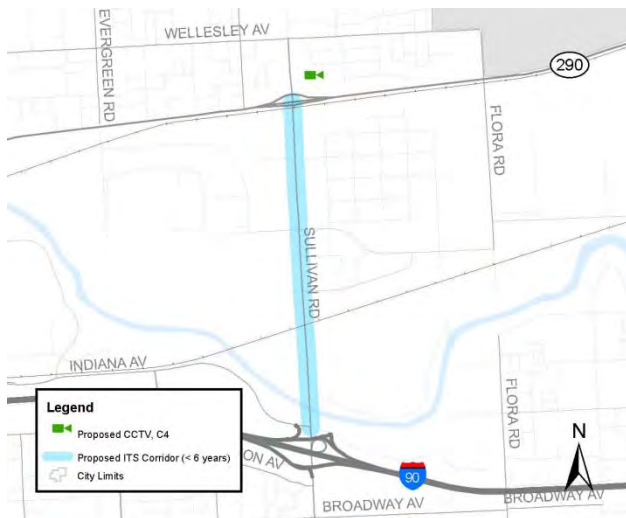 EVERGREEN RD
WELLESLEY AV
290
FLORA RD
SULLIVAN RD
INDIANA AV
FLORA RD
Legend
Proposed CCTV, C4
Proposed ITS Corridor (< 6 years)
City Limits
ON AV
N
90
BROADWAY AV
BROADWAY AV